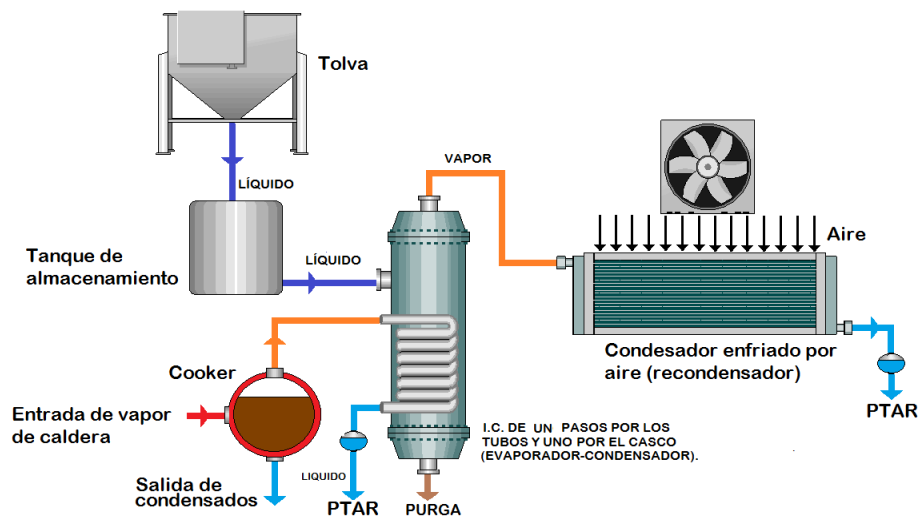 Tolva
VAPOR
LÍQUIDO
Aire
Tanque de
almacenamiento
LÍQUIDO
Cooker
Condesador enfriado por
aire (recondensador)
Entrada de vapor
de caldera
PTAR
I.C. DE UN PASOS POR LOS
TUBOS Y UNO POR EL CASCO
(EVAPORADOR-CONDENSADOR).
Salida de
condensados
LIQUIDO
PTAR
PURGA